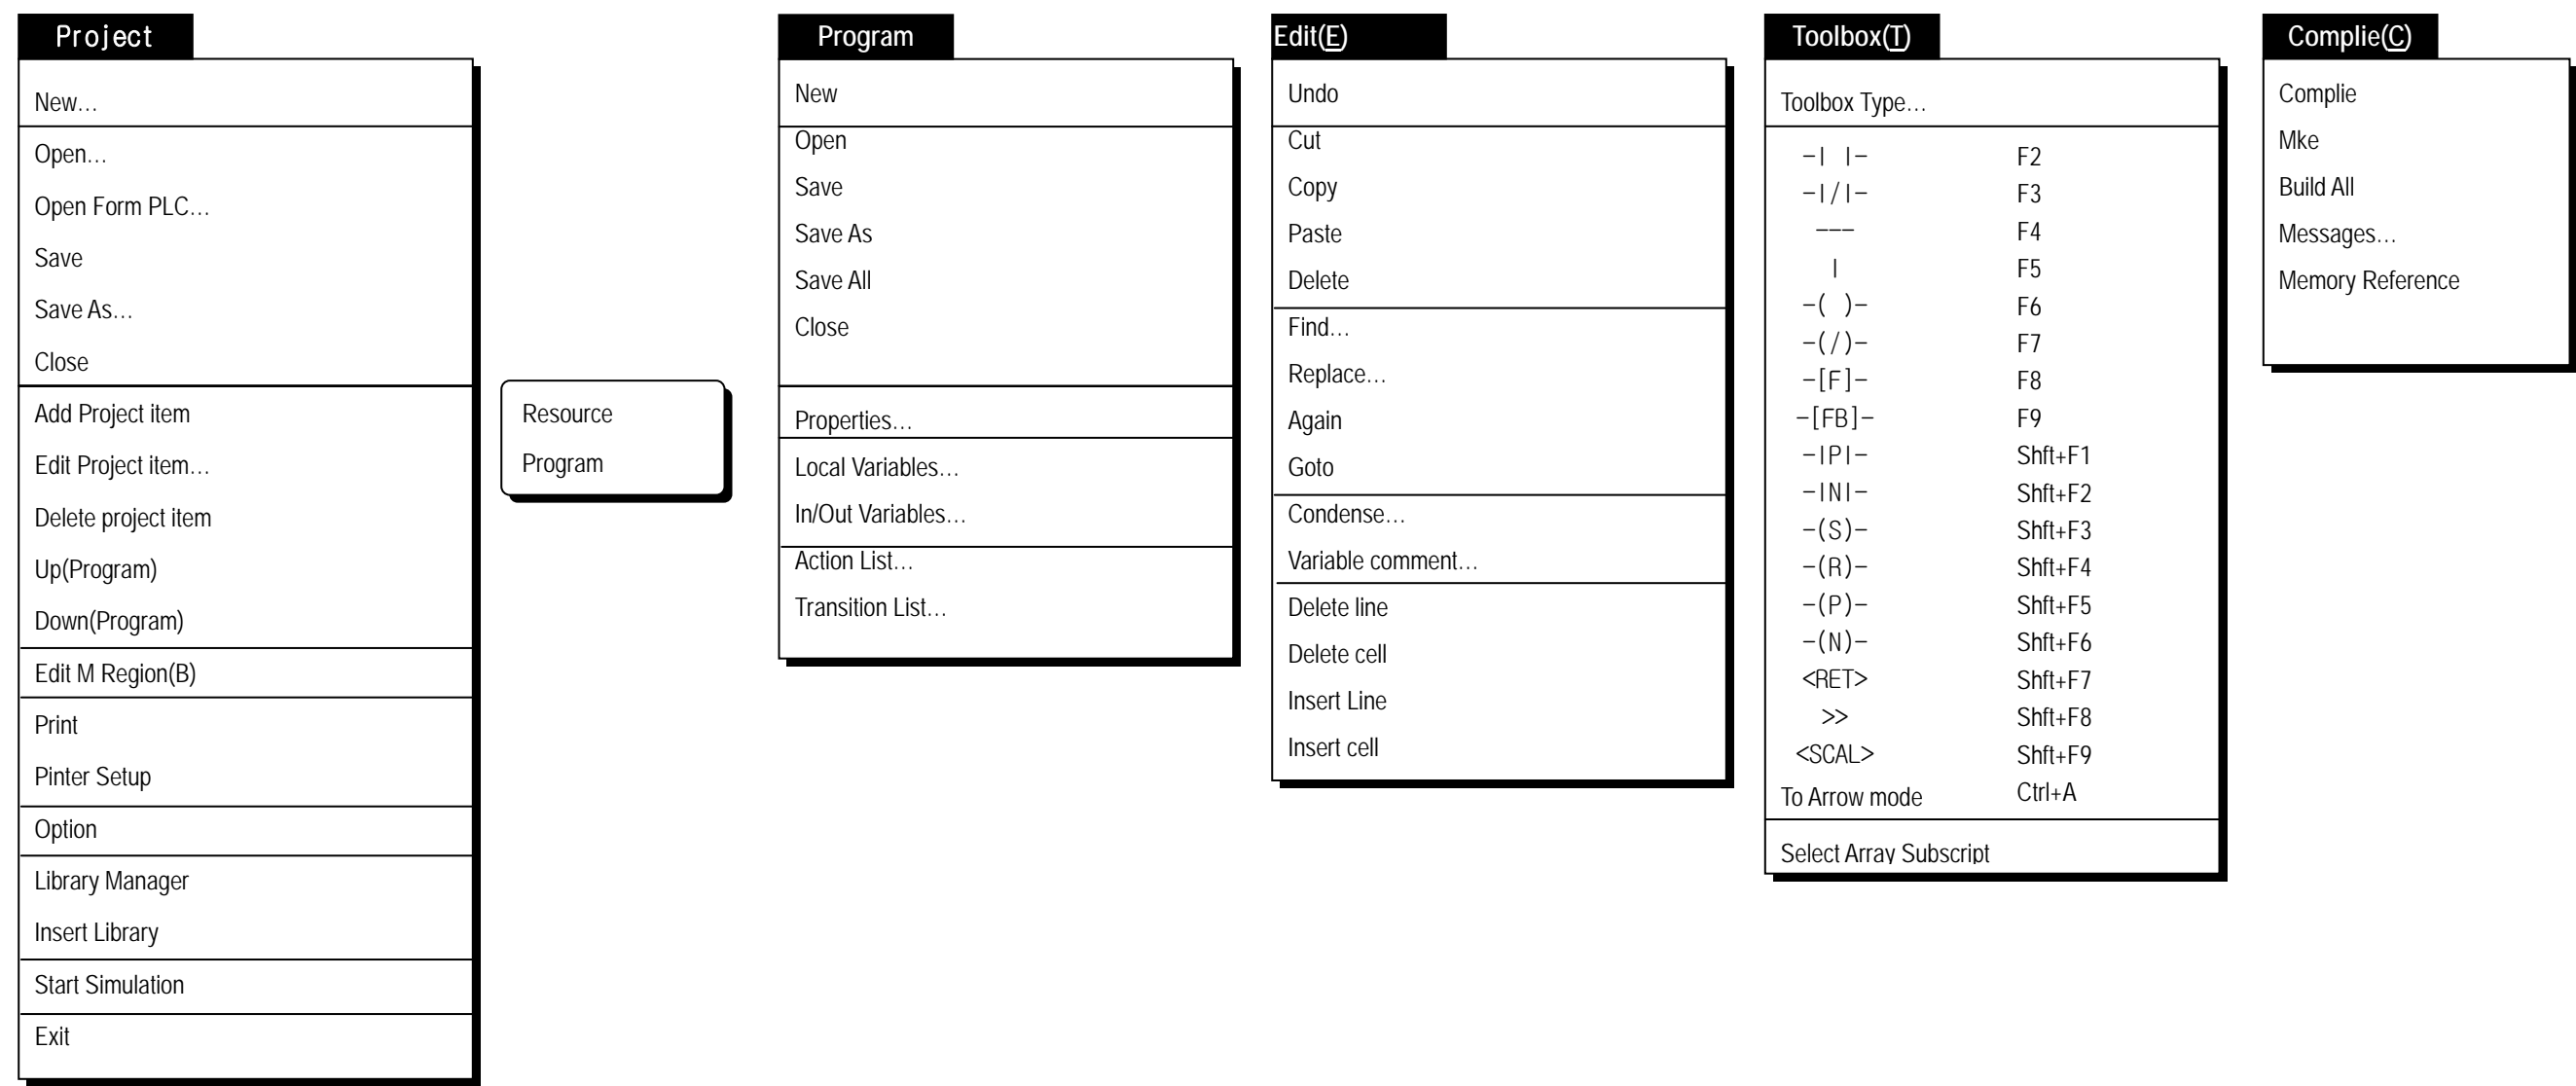 Project
New...
Open...
Open Form PLC...
Save
Save As...
Close
Add Project item
Edit Project item...
Delete project item
Up(Program)
Down(Program)
Edit M Region(B)
Print
Pinter Setup
Option
Library Manager
Insert Library
Start Simulation
Exit
Resource
Program
Program
New
Open
Save
Save As
Save All
Close
Properties...
Local Variables...
In/Out Variables...
Action List...
Transition List...
Edit(E)
Undo
Cut
Copy
Paste
Delete
Find...
Replace...
Again
Goto
Condense...
Variable comment...
Delete line
Delete cell
Insert Line
Insert cell
Toolbox(T)
Toolbox Type...
-| |- F2
-|/|- F3
--- F4
| F5
-( )- F6
-(/)- F7
-[F]- F8
-[FB]- F9
-|P|- Shft+F1
-|N|- Shft+F2
-(S)- Shft+F3
-(R)- Shft+F4
-(P)- Shft+F5
-(N)- Shft+F6
<RET> Shft+F7
>> Shft+F8
<SCAL> Shft+F9
To Arrow mode Ctrl+A
Select Array Subscript
Complie(C)
Complie
Mke
Build All
Messages...
Memory Reference